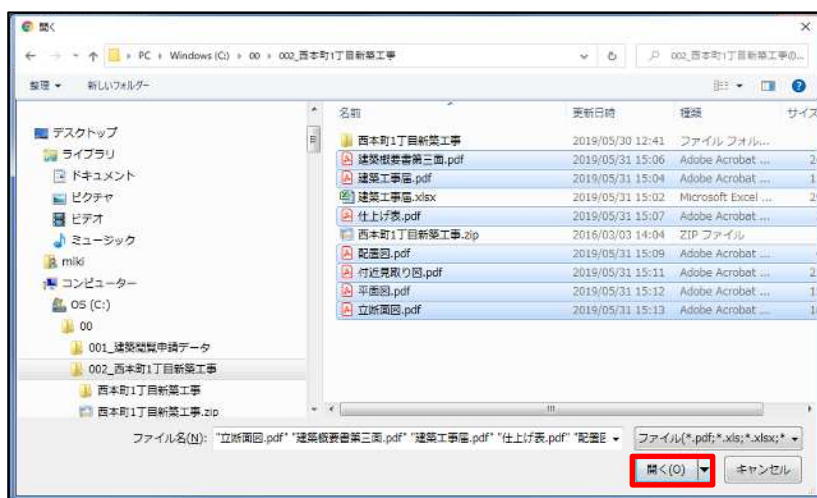 開く
PC › Windows (C:) › 00 › 002_西本町1丁目新築工事
002_西本町1丁目新築工事の...
整理 新しいフォルダー
名前 更新日時 種類 サイズ
デスクトップ
ライブラリ
ドキュメント
ピクチャ
ビデオ
ミュージック
miki
コンピューター
OS (C:)
00
001_建築閲覧申請データ
002_西本町1丁目新築工事
西本町1丁目新築工事
西本町1丁目新築工事.zip
西本町1丁目新築工事 2019/05/30 12:41 ファイル フォル...
建築概要書第三面.pdf 2019/05/31 15:06 Adobe Acrobat ...
建築工事届.pdf 2019/05/31 15:04 Adobe Acrobat ...
建築工事届.xlsx 2019/05/31 15:02 Microsoft Excel ...
仕上げ表.pdf 2019/05/31 15:07 Adobe Acrobat ...
西本町1丁目新築工事.zip 2016/03/03 14:04 ZIP ファイル
配置図.pdf 2019/05/31 15:09 Adobe Acrobat ...
付近見取り図.pdf 2019/05/31 15:11 Adobe Acrobat ...
平面図.pdf 2019/05/31 15:12 Adobe Acrobat ...
立断面図.pdf 2019/05/31 15:13 Adobe Acrobat ...
ファイル名(N): "立断面図.pdf" "建築概要書第三面.pdf" "建築工事届.pdf" "仕上げ表.pdf" "配置 ファイル(*.pdf;*.xls;*.xlsx;*
開く(O) キャンセル